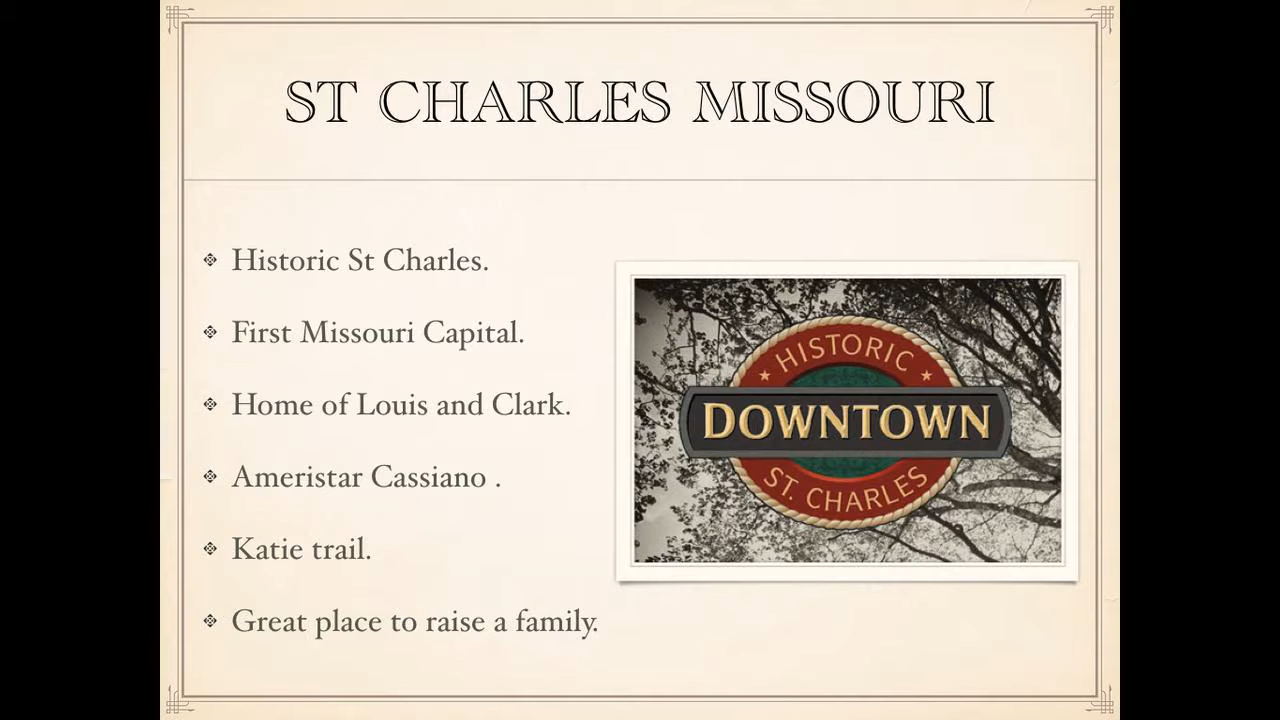 ST CHARLES MISSOURI
Historic St Charles.
First Missouri Capital.
Home of Louis and Clark.
Ameristar Cassiano .
Katie trail.
Great place to raise a family.
HISTORIC
DOWNTOWN
ST. CHARLES